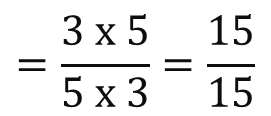 = 3 x 5 / 5 x 3 = 15 / 15